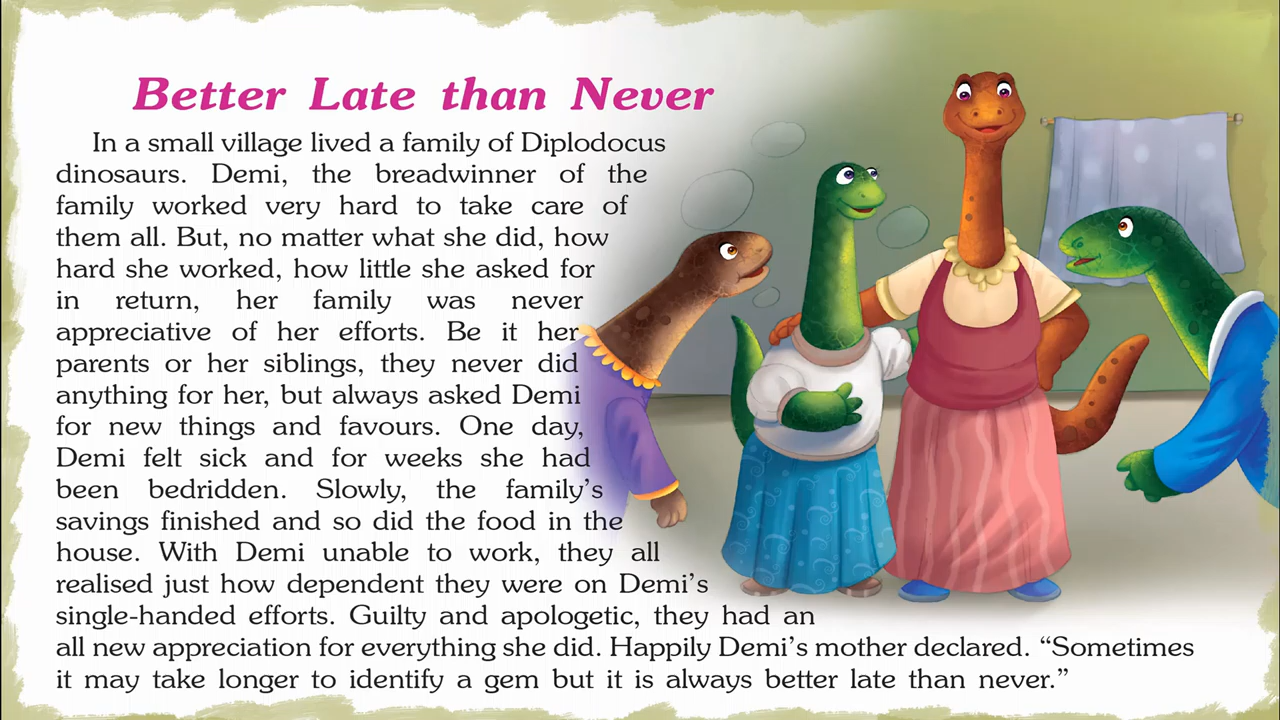 Better Late than Never
In a small village lived a family of Diplodocus
dinosaurs. Demi, the breadwinner of the
family worked very hard to take care of
them all. But, no matter what she did, how
hard she worked, how little she asked for
in return, her family was never
appreciative of her efforts. Be it her
parents or her siblings, they never did
anything for her, but always asked Demi
for new things and favours. One day,
Demi felt sick and for weeks she had
been bedridden. Slowly, the family’s
savings finished and so did the food in the
house. With Demi unable to work, they all
realised just how dependent they were on Demi’s
single-handed efforts. Guilty and apologetic, they had an
all new appreciation for everything she did. Happily Demi’s mother declared. “Sometimes
it may take longer to identify a gem but it is always better late than never.”